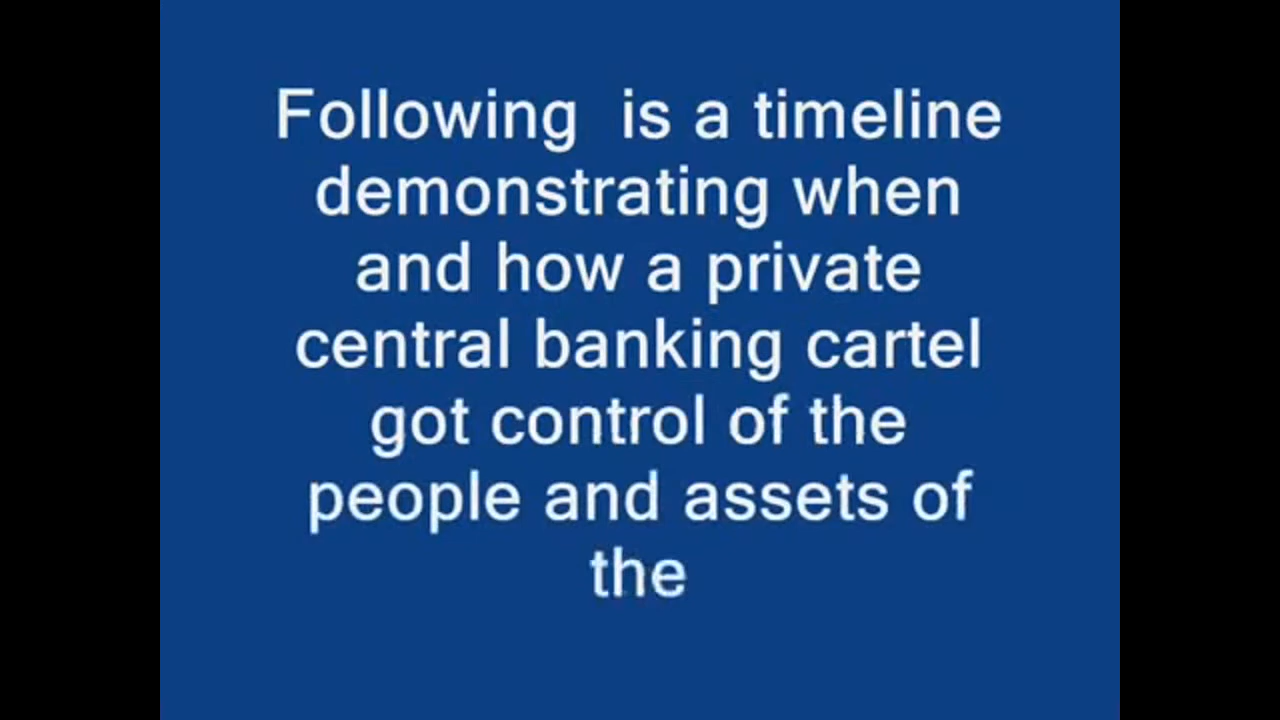 Following  is a timeline
demonstrating when
and how a private
central banking cartel
got control of the
people and assets of
the